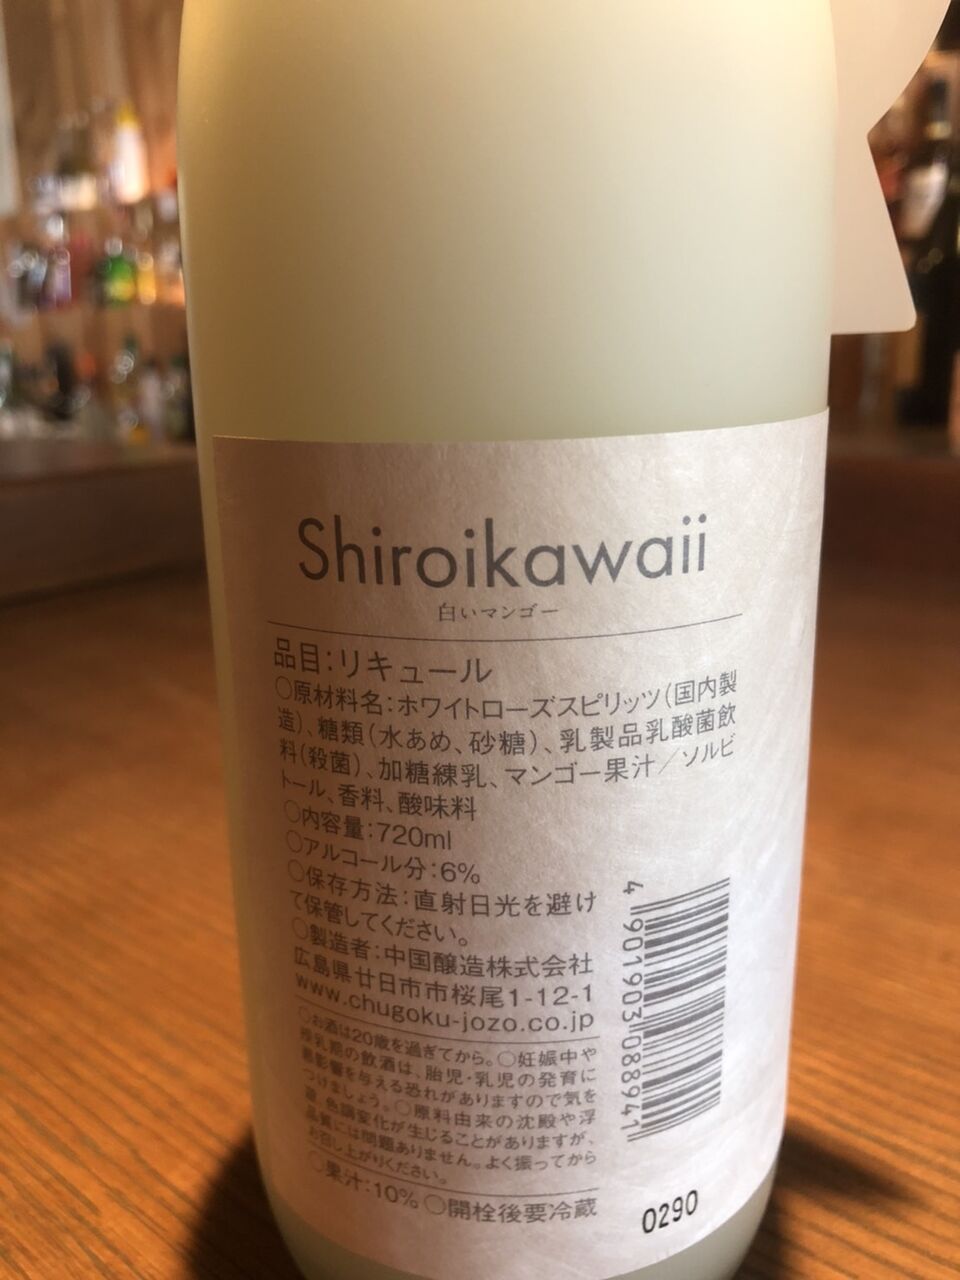 Shiroikawaii
白いマンゴー
品目:リキュール
○原材料名:ホワイトローズスピリッツ(国内製
造)、糖類(水あめ、砂糖)、乳製品乳酸菌飲
料(殺菌)、加糖練乳、マンゴー果汁/ソルビ
トール、香料、酸味料
○内容量:720ml
○アルコール分:6%
○保存方法:直射日光を避け
て保管してください。
○製造者:中国醸造株式会社
広島県廿日市市桜尾1-12-1
www.chugoku-jozo.co.jp
○お酒は20歳を過ぎてから。○妊娠中や
授乳期の飲酒は、胎児・乳児の発育に
悪影響を与える恐れがありますので気を
つけましょう。○原料由来の沈殿や浮
遊、色調変化が生じることがありますが、
品質には問題ありません。よく振ってから
お召し上がりください。
○果汁:10% ○開栓後要冷蔵
4 901903 088941
0290